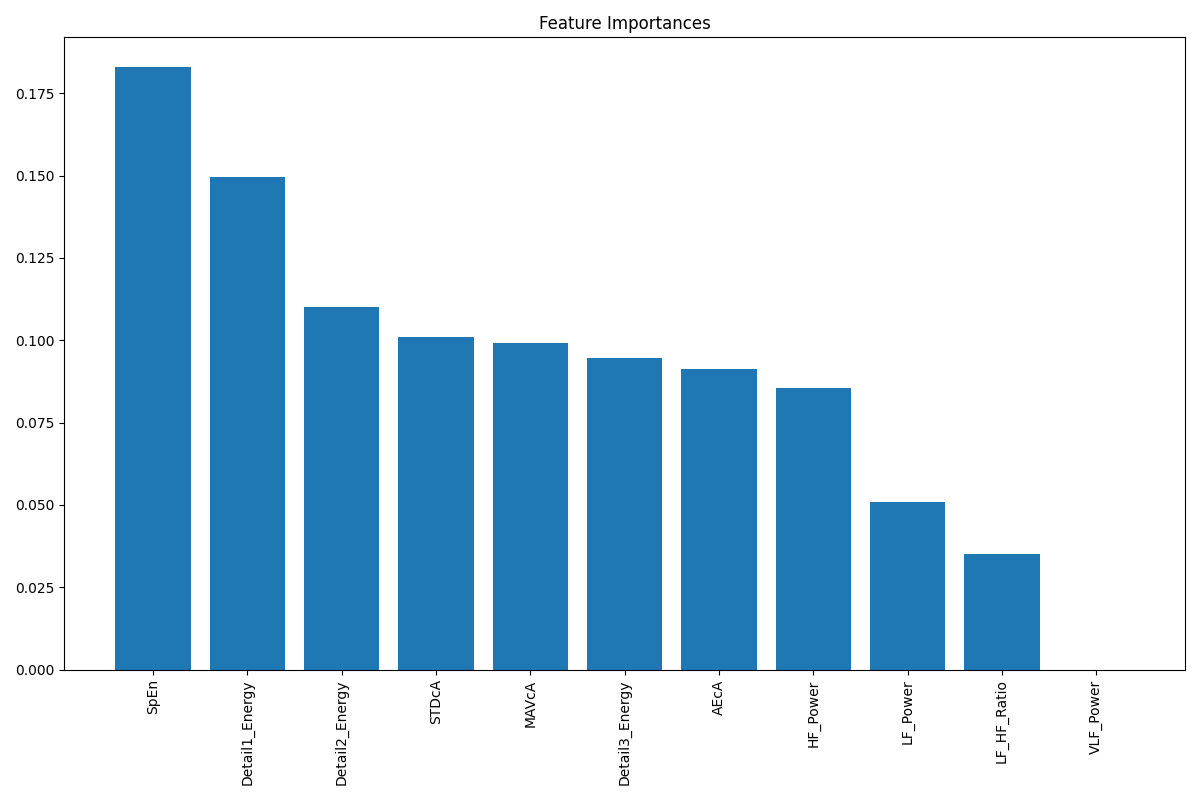 Feature Importances
0.175
0.150
0.125
0.100
0.075
0.050
0.025
0.000
SpEn
Detail1_Energy
Detail2_Energy
STDcA
MAVcA
Detail3_Energy
AEcA
HF_Power
LF_Power
LF_HF_Ratio
VLF_Power